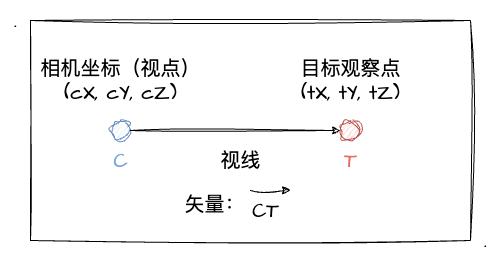 相机坐标（视点） 目标观察点
(cX, cY, cZ) (tX, tY, tZ)
C 视线 T
矢量： CT